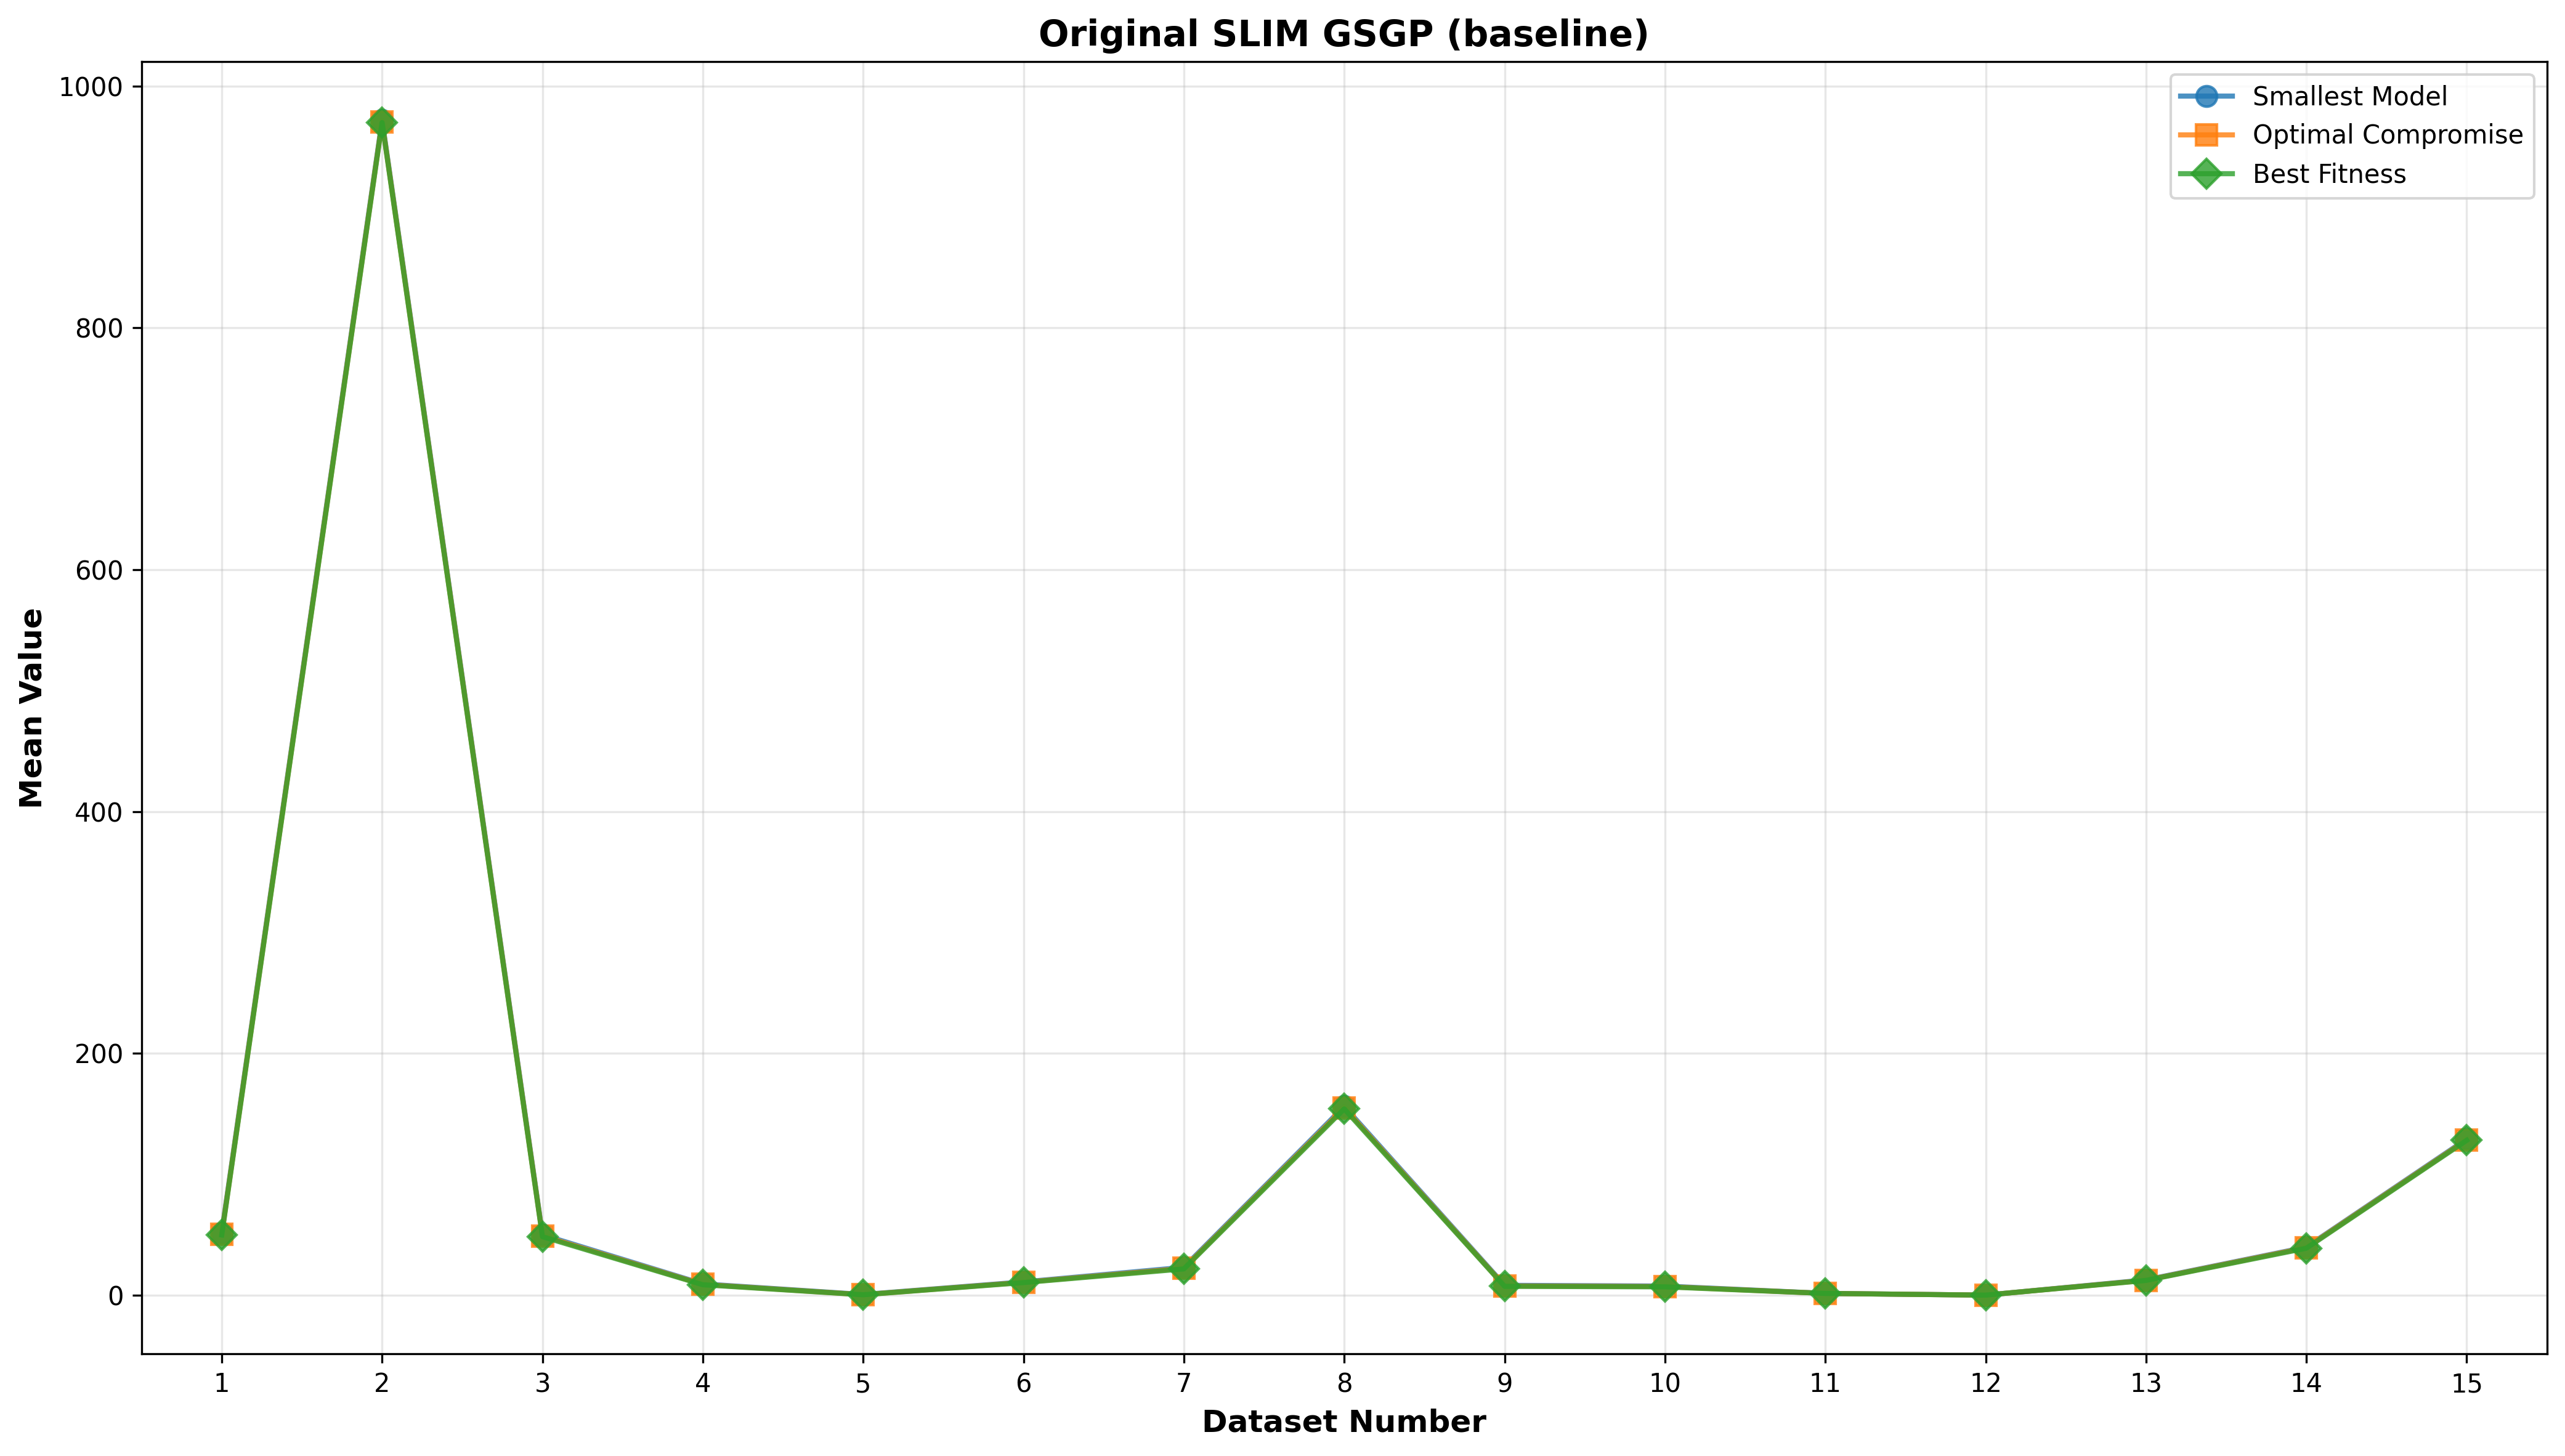 Original SLIM GSGP (baseline)
Smallest Model
Optimal Compromise
Best Fitness
Mean Value
1000
800
600
400
200
0
1 2 3 4 5 6 7 8 9 10 11 12 13 14 15
Dataset Number